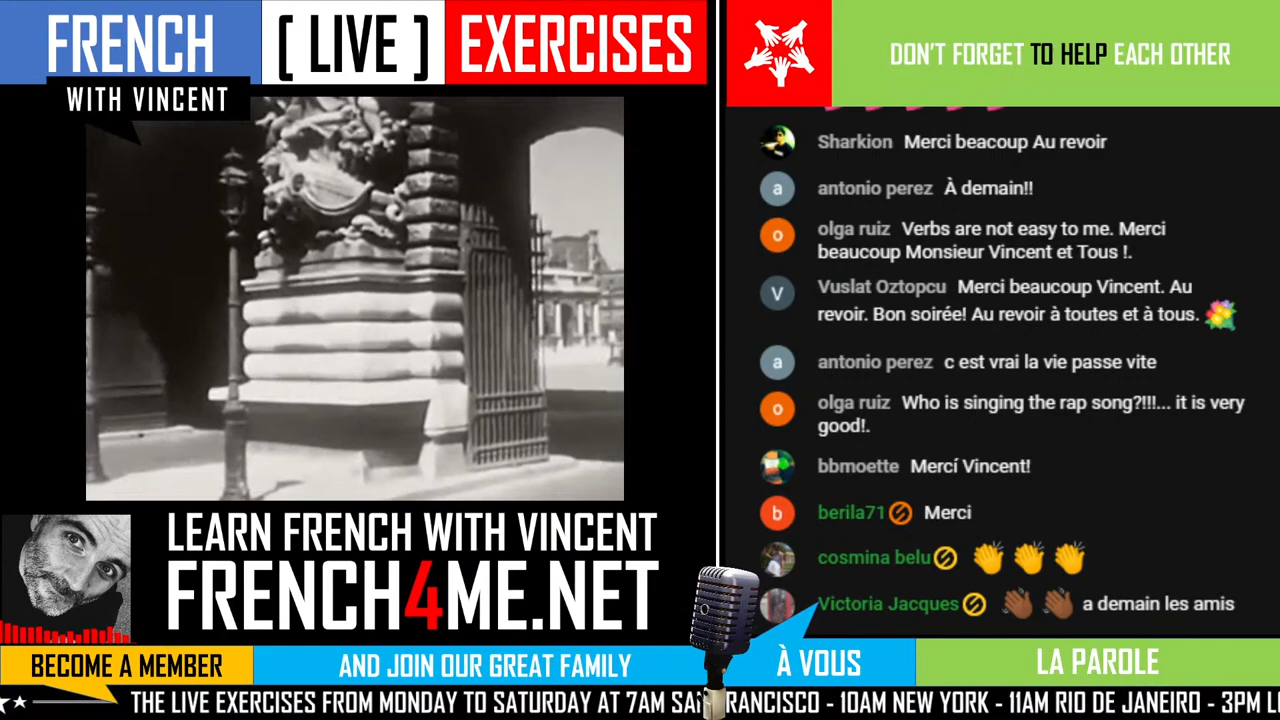 FRENCH
[ LIVE ]
EXERCISES
WITH VINCENT
DON'T FORGET TO HELP EACH OTHER
Sharkion Merci beacoup Au revoir
a
antonio perez À demain!!
o
olga ruiz Verbs are not easy to me. Merci
beaucoup Monsieur Vincent et Tous !.
V
Vuslat Oztopcu Merci beaucoup Vincent. Au
revoir. Bon soirée! Au revoir à toutes et à tous. 💐
a
antonio perez c est vrai la vie passe vite
o
olga ruiz Who is singing the rap song?!!!... it is very
good!.
bbmoette Mercí Vincent!
b
berila71 Merci
cosmina belu 👏 👏 👏
Victoria Jacques 👋🏾 👋🏾 a demain les amis
LEARN FRENCH WITH VINCENT
FRENCH4ME.NET
BECOME A MEMBER
AND JOIN OUR GREAT FAMILY
À VOUS
LA PAROLE
THE LIVE EXERCISES FROM MONDAY TO SATURDAY AT 7AM SAN FRANCISCO - 10AM NEW YORK - 11AM RIO DE JANEIRO - 3PM L